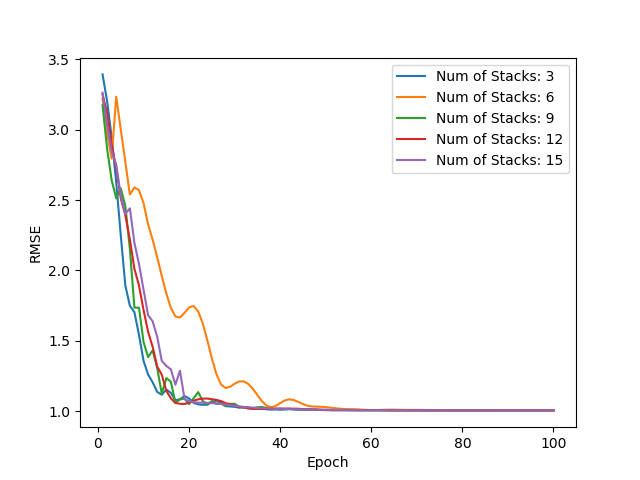 3.5
3.0
2.5
2.0
1.5
1.0
RMSE
0 20 40 60 80 100
Epoch
Num of Stacks: 3
Num of Stacks: 6
Num of Stacks: 9
Num of Stacks: 12
Num of Stacks: 15